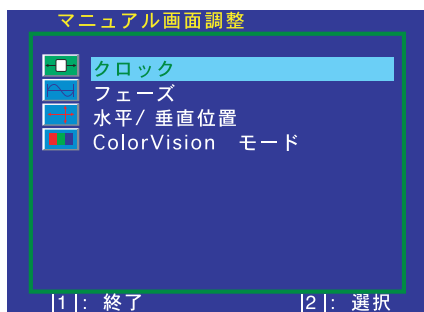 マニュアル画面調整
クロック
フェーズ
水平/ 垂直位置
ColorVision モード
|1|: 終了 |2|: 選択